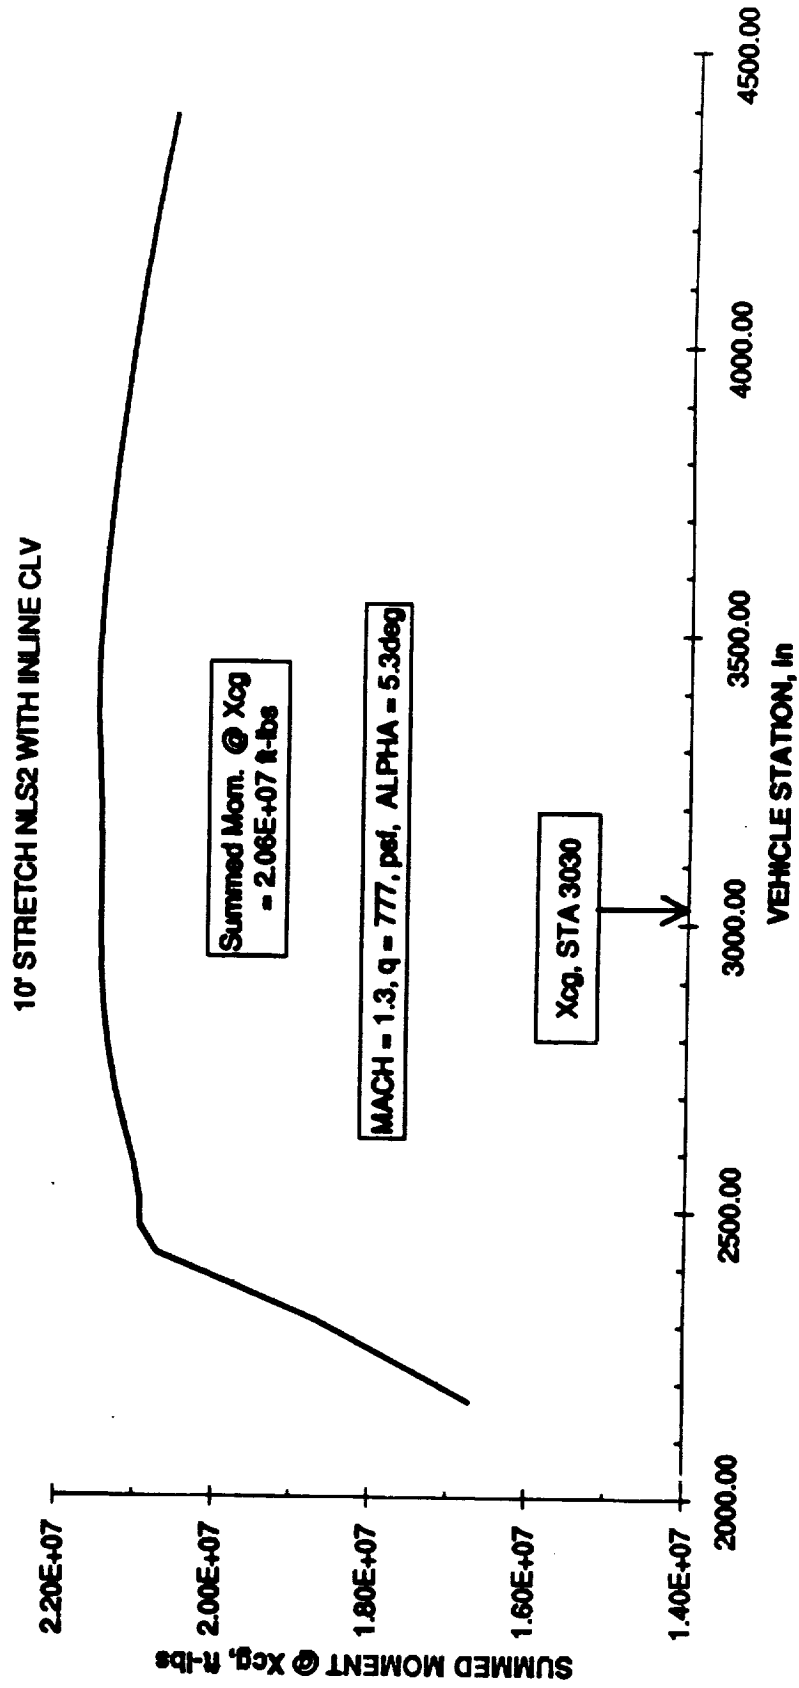 10' STRETCH NLS2 WITH INLINE CLV
SUMMED MOMENT @ Xcg, ft-lbs
2.20E+07
2.00E+07
1.80E+07
1.60E+07
1.40E+07
Summed Mom. @ Xcg
= 2.06E+07 ft-lbs
MACH = 1.3, q = 777, psf, ALPHA = 5.3deg
Xcg, STA 3030
2000.00
2500.00
3000.00
3500.00
4000.00
4500.00
VEHICLE STATION, in